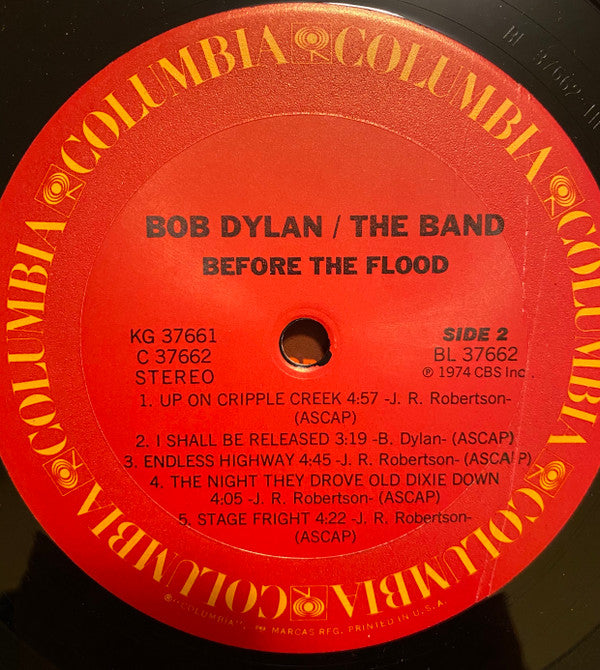 COLUMBIA COLUMBIA COLUMBIA COLUMBIA COLUMBIA COLUMBIA
BL 37662
BOB DYLAN / THE BAND
BEFORE THE FLOOD
KG 37661
C 37662
STEREO
SIDE 2
BL 37662
℗ 1974 CBS Inc.
1. UP ON CRIPPLE CREEK 4:57 -J. R. Robertson-
(ASCAP)
2. I SHALL BE RELEASED 3:19 -B. Dylan- (ASCAP)
3. ENDLESS HIGHWAY 4:45 -J. R. Robertson- (ASCAP)
4. THE NIGHT THEY DROVE OLD DIXIE DOWN
4:05 -J. R. Robertson- (ASCAP)
5. STAGE FRIGHT 4:22 -J. R. Robertson-
(ASCAP)
"COLUMBIA", MARCAS REG. PRINTED IN U.S.A.